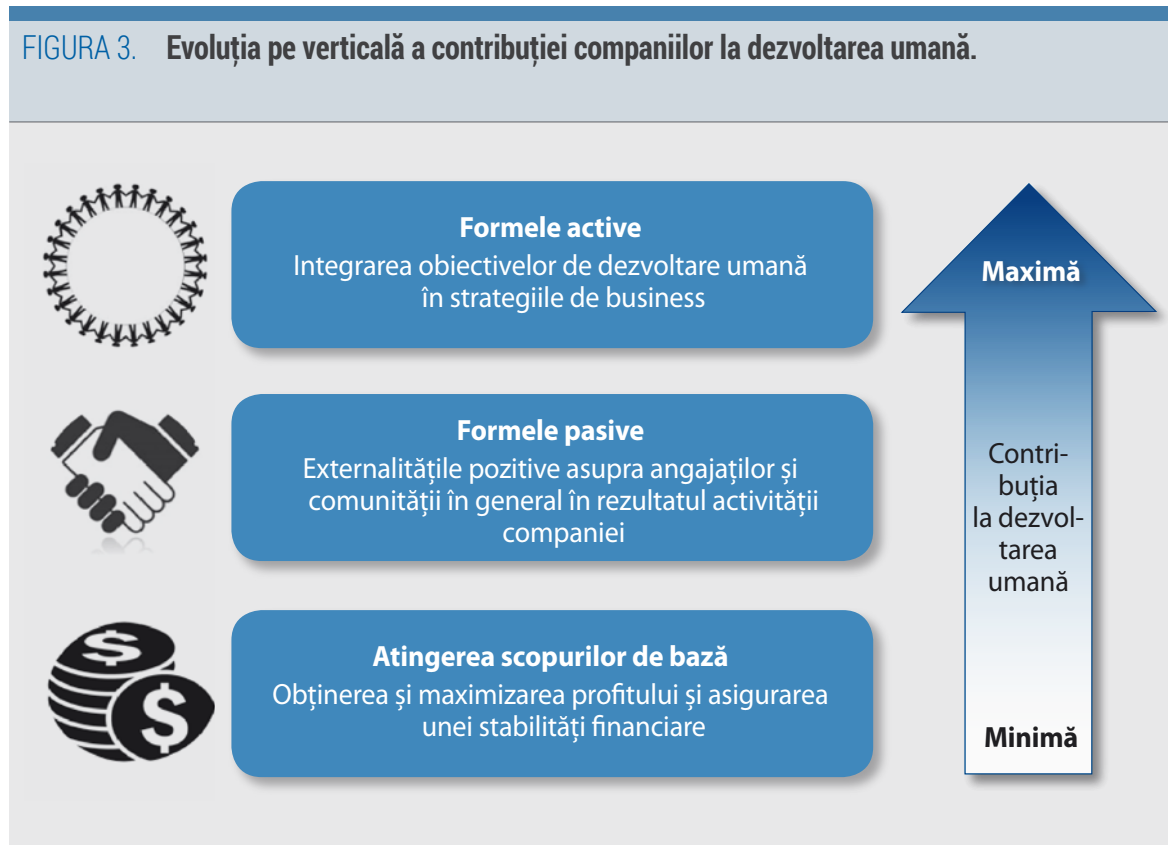 FIGURA 3. Evoluția pe verticală a contribuției companiilor la dezvoltarea umană.
Formele active
Integrarea obiectivelor de dezvoltare umană
în strategiile de business
Formele pasive
Externalitățile pozitive asupra angajaților și
comunității în general în rezultatul activității
companiei
Atingerea scopurilor de bază
Obținerea și maximizarea profitului și asigurarea
unei stabilități financiare
Maximă
Contri-
buția
la dezvol-
tarea
umană
Minimă
$
$